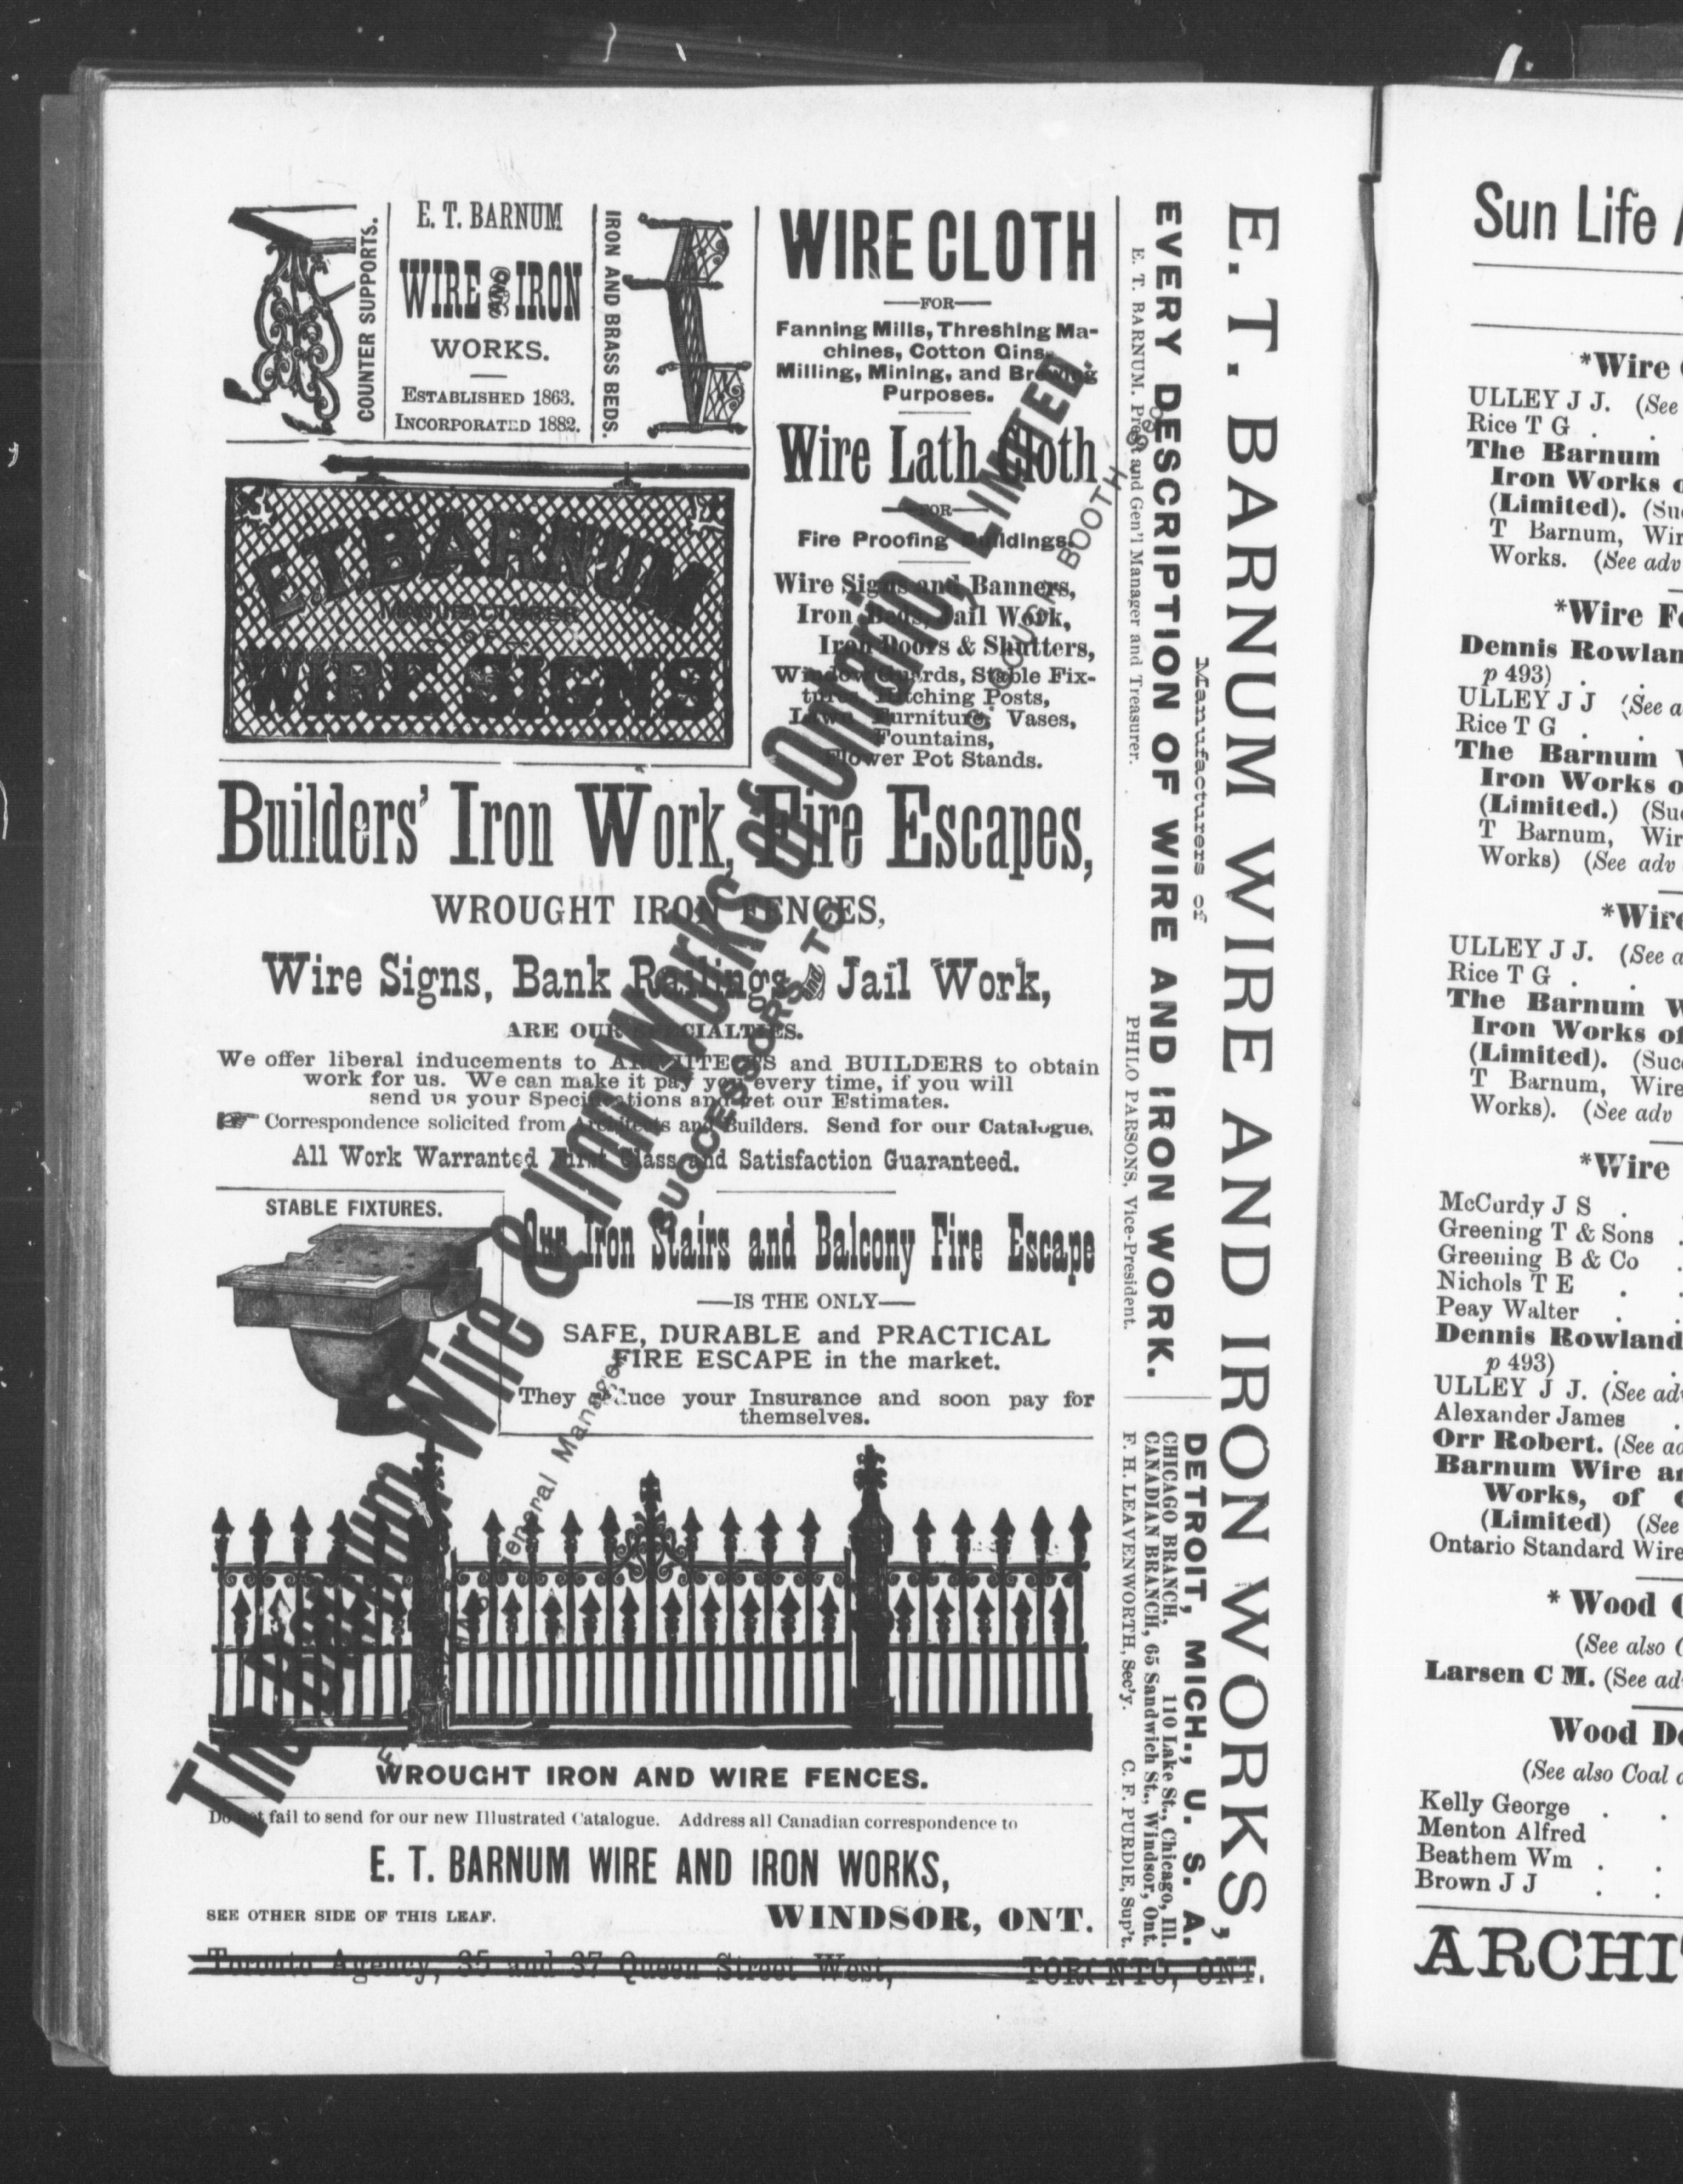 COUNTER SUPPORTS.
E. T. BARNUM
WIRE AND IRON
WORKS.
ESTABLISHED 1863.
INCORPORATED 1882.
IRON AND BRASS BEDS.
E. T. BARNUM
MANUFACTURER
OF
WIRE SIGNS
WIRE CLOTH
—FOR—
Fanning Mills, Threshing Ma-
chines, Cotton Gins,
Milling, Mining, and Brewing
Purposes.
Wire Lath Cloth
—FOR—
Fire Proofing Buildings.
Wire Signs and Banners,
Iron Beds, Jail Work,
Iron Doors & Shutters,
Window Guards, Stable Fix-
tures, Hitching Posts,
Lawn Furniture, Vases,
Fountains,
Flower Pot Stands.
Builders' Iron Work, Fire Escapes,
WROUGHT IRON FENCES,
Wire Signs, Bank Railings and Jail Work,
ARE OUR SPECIALTIES.
We offer liberal inducements to ARCHITECTS and BUILDERS to obtain
work for us. We can make it pay you every time, if you will
send us your Specifications and get our Estimates.
☞ Correspondence solicited from Architects and Builders. Send for our Catalogue.
All Work Warranted First Class and Satisfaction Guaranteed.
STABLE FIXTURES.
Our Iron Stairs and Balcony Fire Escape
—IS THE ONLY—
SAFE, DURABLE and PRACTICAL
FIRE ESCAPE in the market.
They reduce your Insurance and soon pay for
themselves.
WROUGHT IRON AND WIRE FENCES.
Do not fail to send for our new Illustrated Catalogue. Address all Canadian correspondence to
E. T. BARNUM WIRE AND IRON WORKS,
SEE OTHER SIDE OF THIS LEAF.
WINDSOR, ONT.
Toronto Agency, 35 and 37 Queen Street West, TORONTO, ONT.
The Barnum Wire & Iron Works of Ontario, LIMITED.
SUCCESSORS TO
General Manager
BOOTH
E. T. BARNUM WIRE AND IRON WORKS,
Manufacturers of
EVERY DESCRIPTION OF WIRE AND IRON WORK.
E. T. BARNUM, Pres't and Gen'l Manager and Treasurer.
PHILO PARSONS, Vice-President.
DETROIT, MICH., U. S. A.
CHICAGO BRANCH, 110 Lake St., Chicago, Ill.
CANADIAN BRANCH, 65 Sandwich St., Windsor, Ont.
F. H. LEAVENWORTH, Sec'y. C. F. PURDIE, Sup't.
Sun Life
*Wire
ULLEY J J. (See
Rice T G
The Barnum
Iron Works
(Limited).
T Barnum,
Works. (See adv
*Wire
Dennis
p 493)
ULLEY J J (See
Rice T G
The Barnum
Iron Works
(Limited.)
T Barnum,
Works) (See adv
*Wire
ULLEY J J. (See
Rice T G
The Barnum
Iron Works of
(Limited).
T Barnum, Wire
Works). (See adv
*Wire
McCurdy J S
Greening T & Sons
Greening B & Co
Nichols T E
Peay Walter
Dennis Rowland
p 493)
ULLEY J J. (See
Alexander James
Orr Robert. (See
Barnum Wire
Works, of
(Limited) (See
Ontario Standard Wire
* Wood
(See also
Larsen C M. (See
Wood
(See also Coal
Kelly George
Menton Alfred
Beathem Wm
Brown J J
ARCHI